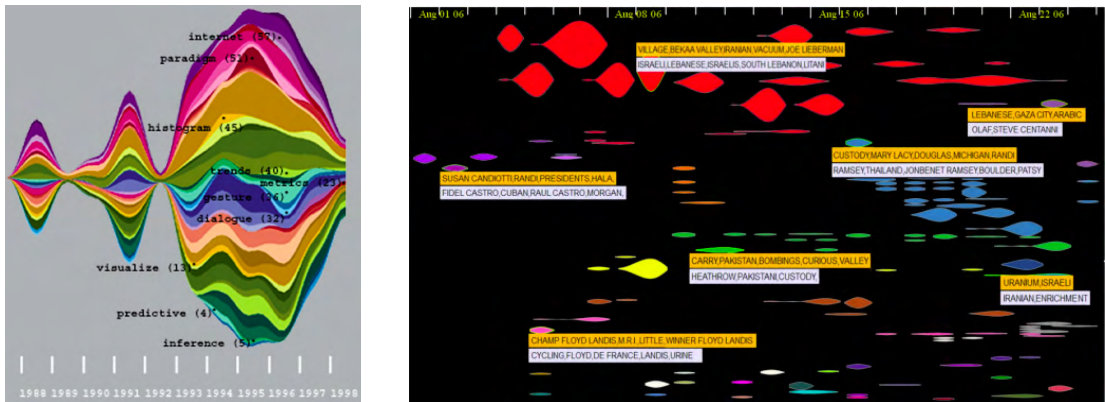 internet (57)
paradigm (51)
histogram (45)
trends (40)
metrics (23)
gesture (36)
dialogue (32)
visualize (13)
predictive (4)
inference (5)
1988 1989 1990 1991 1992 1993 1994 1995 1996 1997 1998
Aug 01 06 Aug 08 06 Aug 15 06 Aug 22 06
VILLAGE,BEKAA VALLEY,IRANIAN,VACUUM,JOE LIEBERMAN
ISRAELI,LEBANESE,ISRAELIS,SOUTH LEBANON,LITANI
LEBANESE,GAZA CITY,ARABIC
OLAF,STEVE CENTANNI
CUSTODY,MARY LACY,DOUGLAS,MICHIGAN,RANDI
RAMSEY,THAILAND,JONBENET RAMSEY,BOULDER,PATSY
SUSAN CANDIOTTI,RANDI,PRESIDENTS,HALA,
FIDEL CASTRO,CUBAN,RAUL CASTRO,MORGAN,
CARRY,PAKISTAN,BOMBINGS,CURIOUS,VALLEY
HEATHROW,PAKISTANI,CUSTODY,
URANIUM,ISRAELI
IRANIAN,ENRICHMENT
CHAMP FLOYD LANDIS,M.R.I.,LITTLE,WINNER FLOYD LANDIS
CYCLING,FLOYD,DE FRANCE,LANDIS,URINE